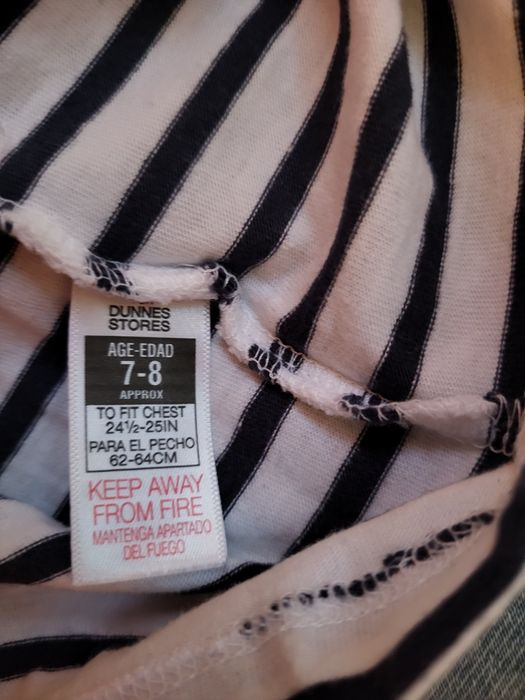 DUNNES
STORES
AGE-EDAD
7-8
APPROX
TO FIT CHEST
24½-25IN
PARA EL PECHO
62-64CM
KEEP AWAY
FROM FIRE
MANTENGA APARTADO
DEL FUEGO